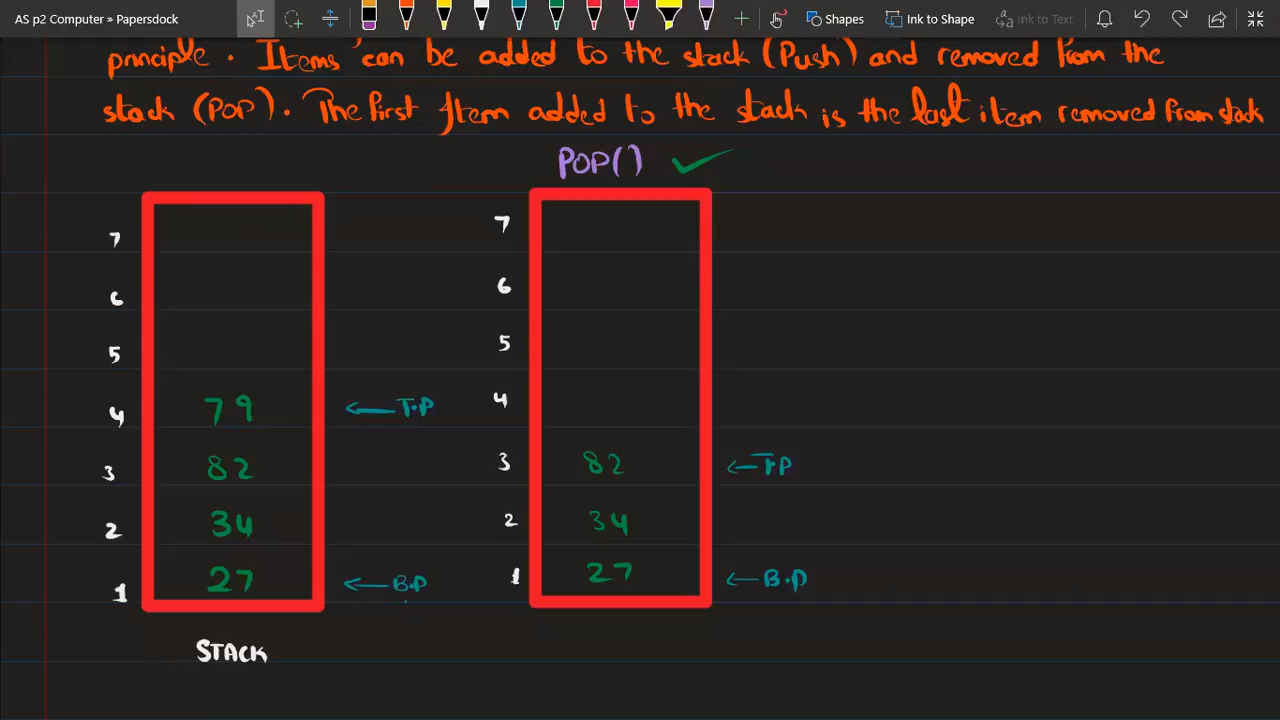 AS p2 Computer » Papersdock
Shapes
Ink to Shape
Ink to Text
principle. Items can be added to the stack (Push) and removed from the
stack (POP). The first Item added to the stack is the last item removed from stack
POP()
7
6
5
4 79 ← T.P
3 82
2 34
1 27 ← B.P
STACK
7
6
5
4
3 82 ← T.P
2 34
1 27 ← B.P